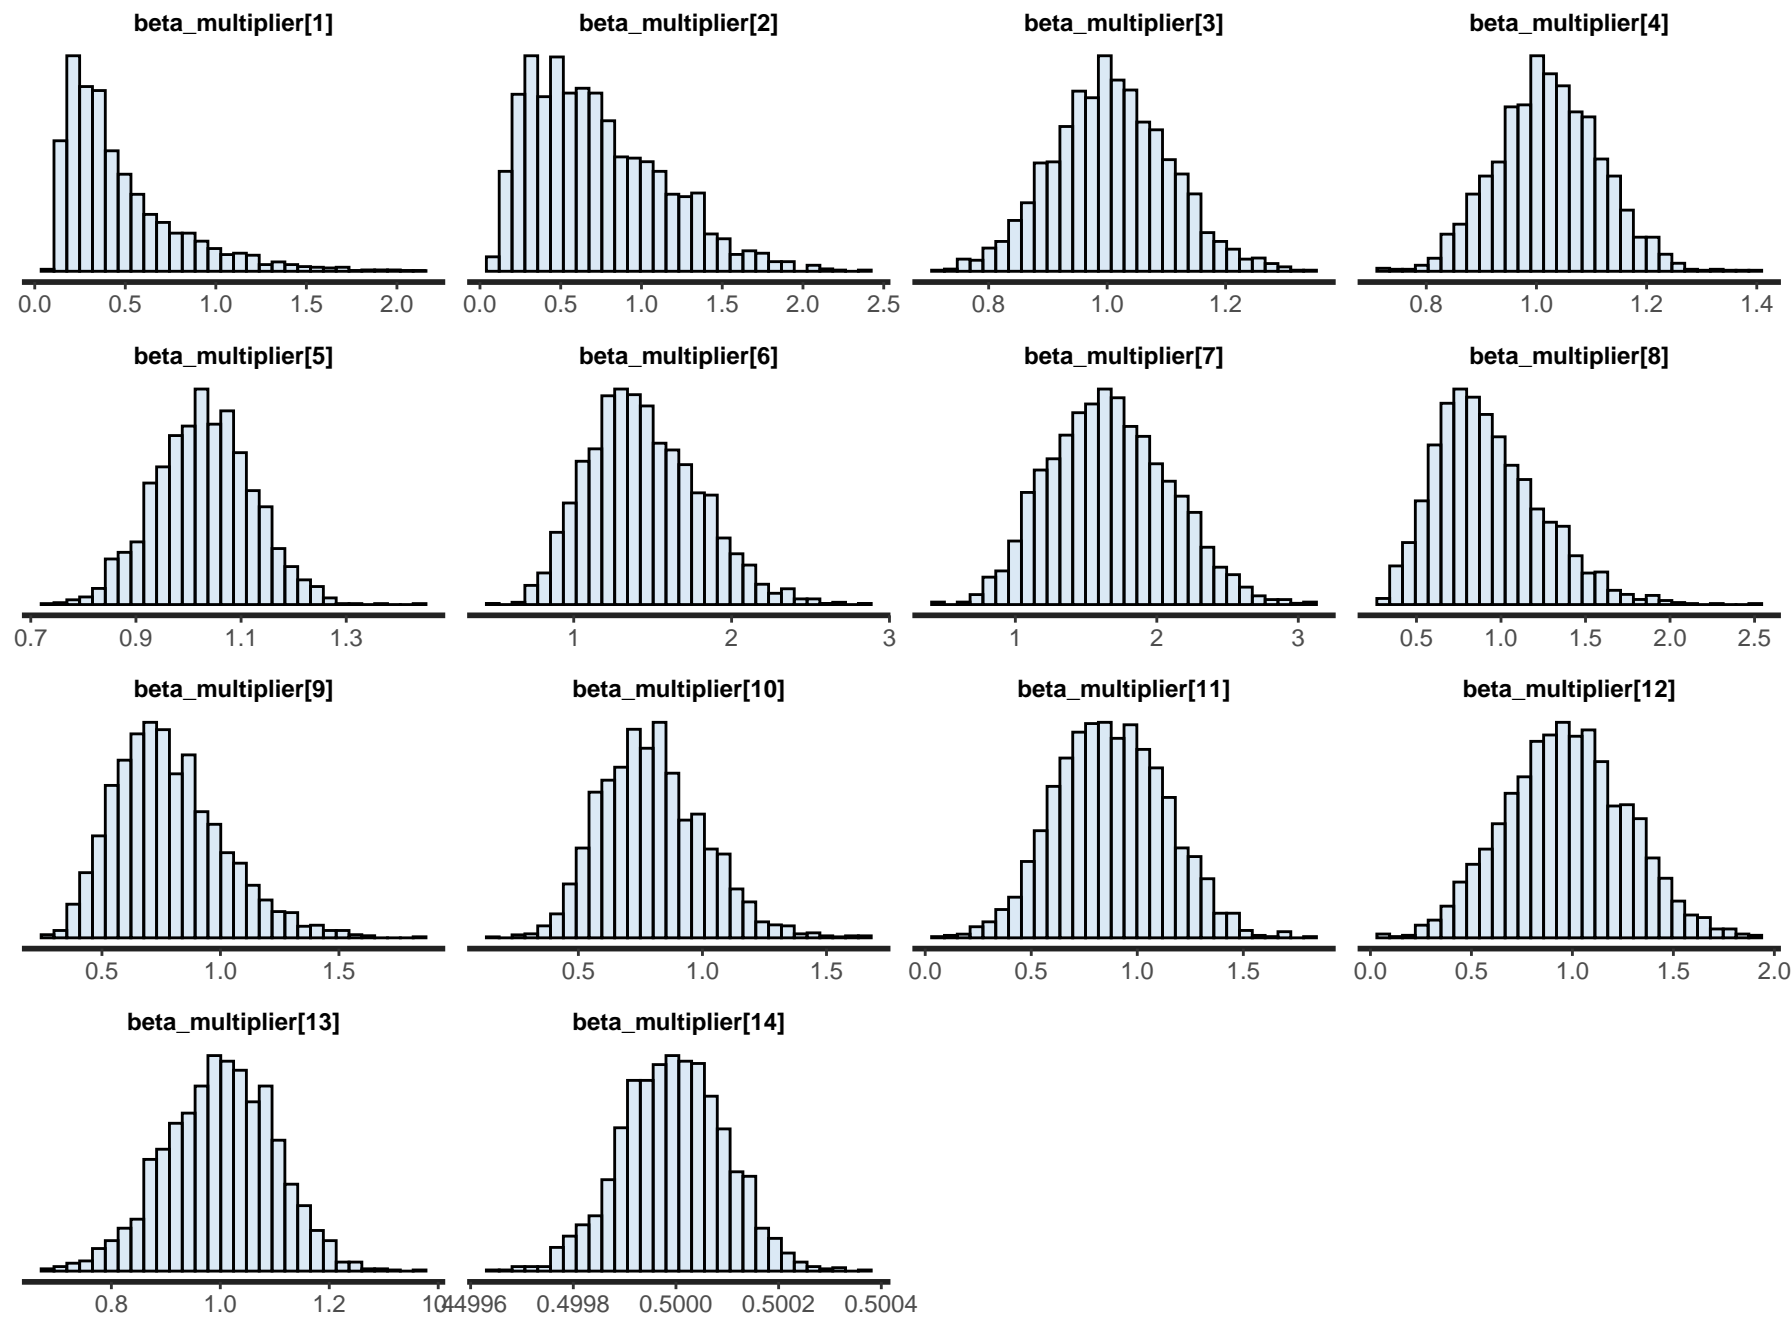 beta_multiplier[1] beta_multiplier[2] beta_multiplier[3] beta_multiplier[4]
0.0 0.5 1.0 1.5 2.0 0.0 0.5 1.0 1.5 2.0 2.5 0.8 1.0 1.2 0.8 1.0 1.2 1.4
beta_multiplier[5] beta_multiplier[6] beta_multiplier[7] beta_multiplier[8]
0.7 0.9 1.1 1.3 1 2 3 1 2 3 0.5 1.0 1.5 2.0 2.5
beta_multiplier[9] beta_multiplier[10] beta_multiplier[11] beta_multiplier[12]
0.5 1.0 1.5 0.5 1.0 1.5 0.0 0.5 1.0 1.5 0.0 0.5 1.0 1.5 2.0
beta_multiplier[13] beta_multiplier[14]
0.8 1.0 1.2 1.4 0.4996 0.4998 0.5000 0.5002 0.5004